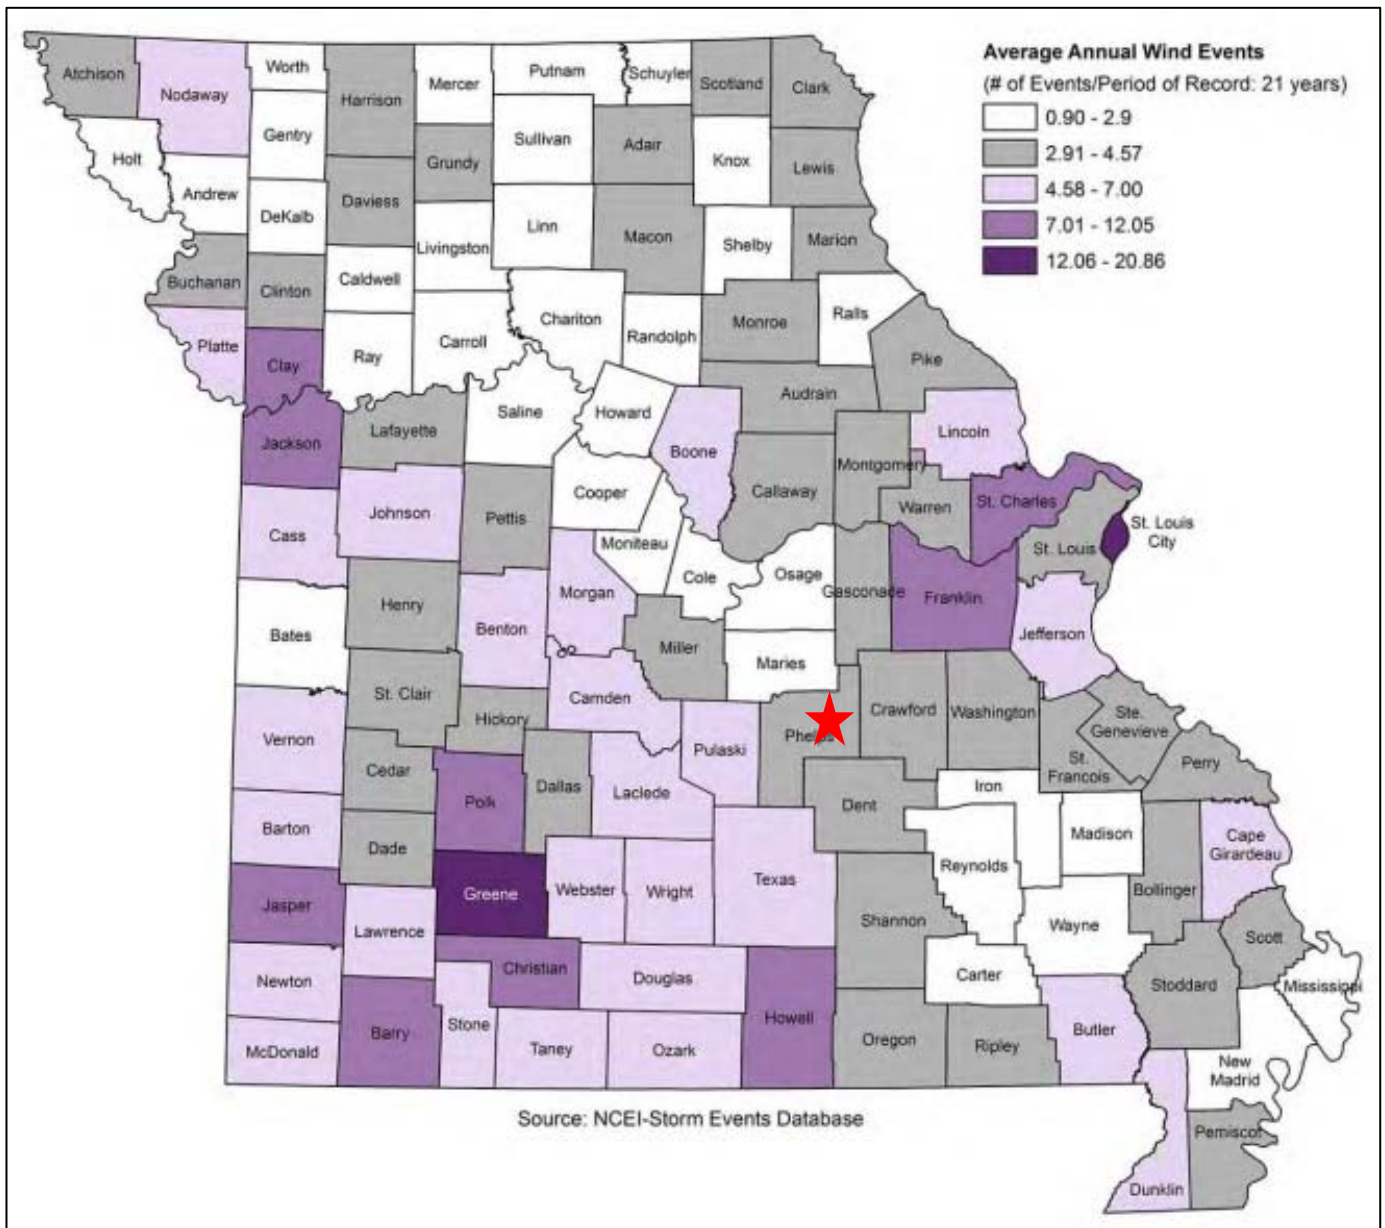 Average Annual Wind Events
(# of Events/Period of Record: 21 years)
0.90 - 2.9
2.91 - 4.57
4.58 - 7.00
7.01 - 12.05
12.06 - 20.86
Atchison
Nodaway
Worth
Harrison
Mercer
Putnam
Schuyler
Scotland
Clark
Holt
Gentry
Grundy
Sullivan
Adair
Knox
Lewis
Andrew
DeKalb
Daviess
Livingston
Linn
Macon
Shelby
Marion
Buchanan
Clinton
Caldwell
Chariton
Randolph
Monroe
Ralls
Platte
Clay
Ray
Carroll
Pike
Audrain
Jackson
Lafayette
Saline
Howard
Boone
Lincoln
Montgomery
Callaway
Warren
St. Charles
Cass
Johnson
Pettis
Cooper
Moniteau
St. Louis
St. Louis
City
Cole
Osage
Gasconade
Franklin
Bates
Henry
Benton
Morgan
Miller
Maries
Jefferson
St. Clair
Hickory
Camden
Pulaski
Crawford
Washington
Ste.
Genevieve
St.
Francois
Perry
Vernon
Cedar
Polk
Dallas
Laclede
Dent
Iron
Madison
Barton
Dade
Greene
Webster
Wright
Texas
Reynolds
Bollinger
Cape
Girardeau
Jasper
Lawrence
Shannon
Wayne
Scott
Newton
Christian
Douglas
Carter
Stoddard
Mississippi
McDonald
Barry
Stone
Taney
Ozark
Howell
Oregon
Ripley
Butler
New
Madrid
Pemiscot
Dunklin
Source: NCEI-Storm Events Database